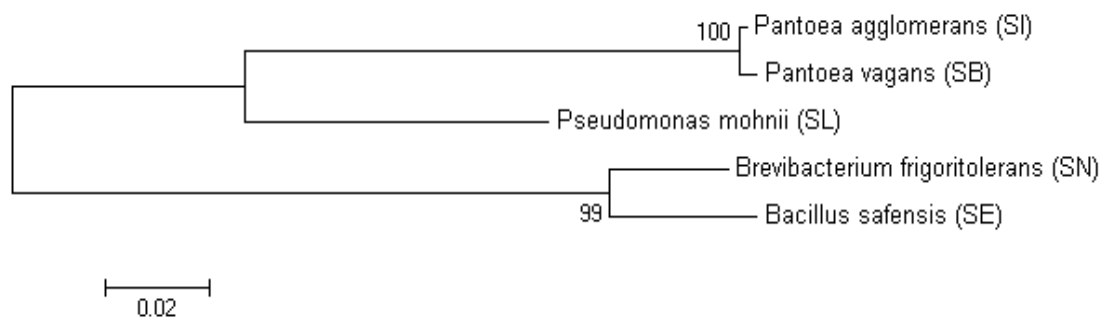 100 Pantoea agglomerans (SI)
Pantoea vagans (SB)
Pseudomonas mohnii (SL)
Brevibacterium frigoritolerans (SN)
99 Bacillus safensis (SE)
0.02